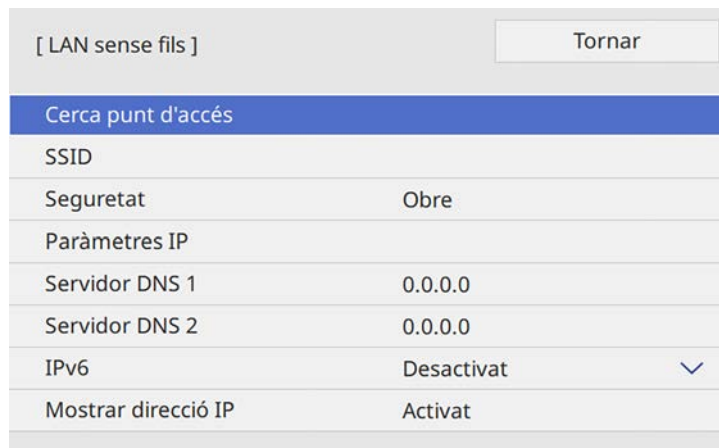 [ LAN sense fils ] Tornar
Cerca punt d'accés
SSID
Seguretat Obre
Paràmetres IP
Servidor DNS 1 0.0.0.0
Servidor DNS 2 0.0.0.0
IPv6 Desactivat
Mostrar direcció IP Activat